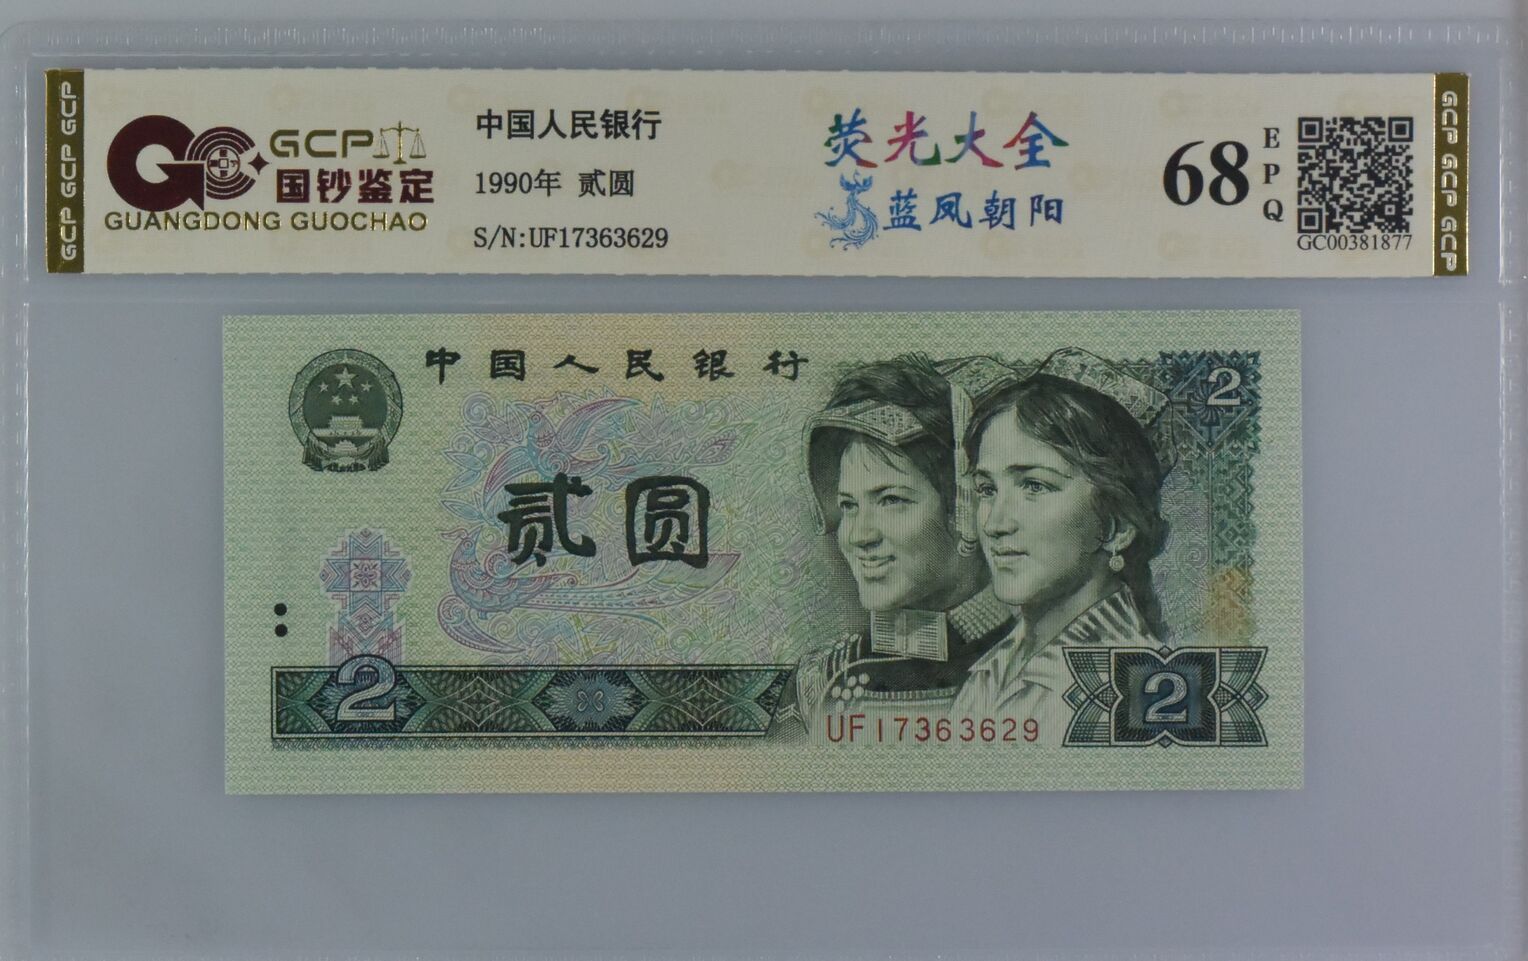 GCP GCP GCP
GCP
国钞鉴定
GUANGDONG GUOCHAO
中国人民银行
1990年 贰圆
S/N:UF17363629
荧光大全
蓝凤朝阳
68
EPQ
GC00381877
GCP GCP GCP
中国人民银行
2
贰圆
2
UF17363629
2